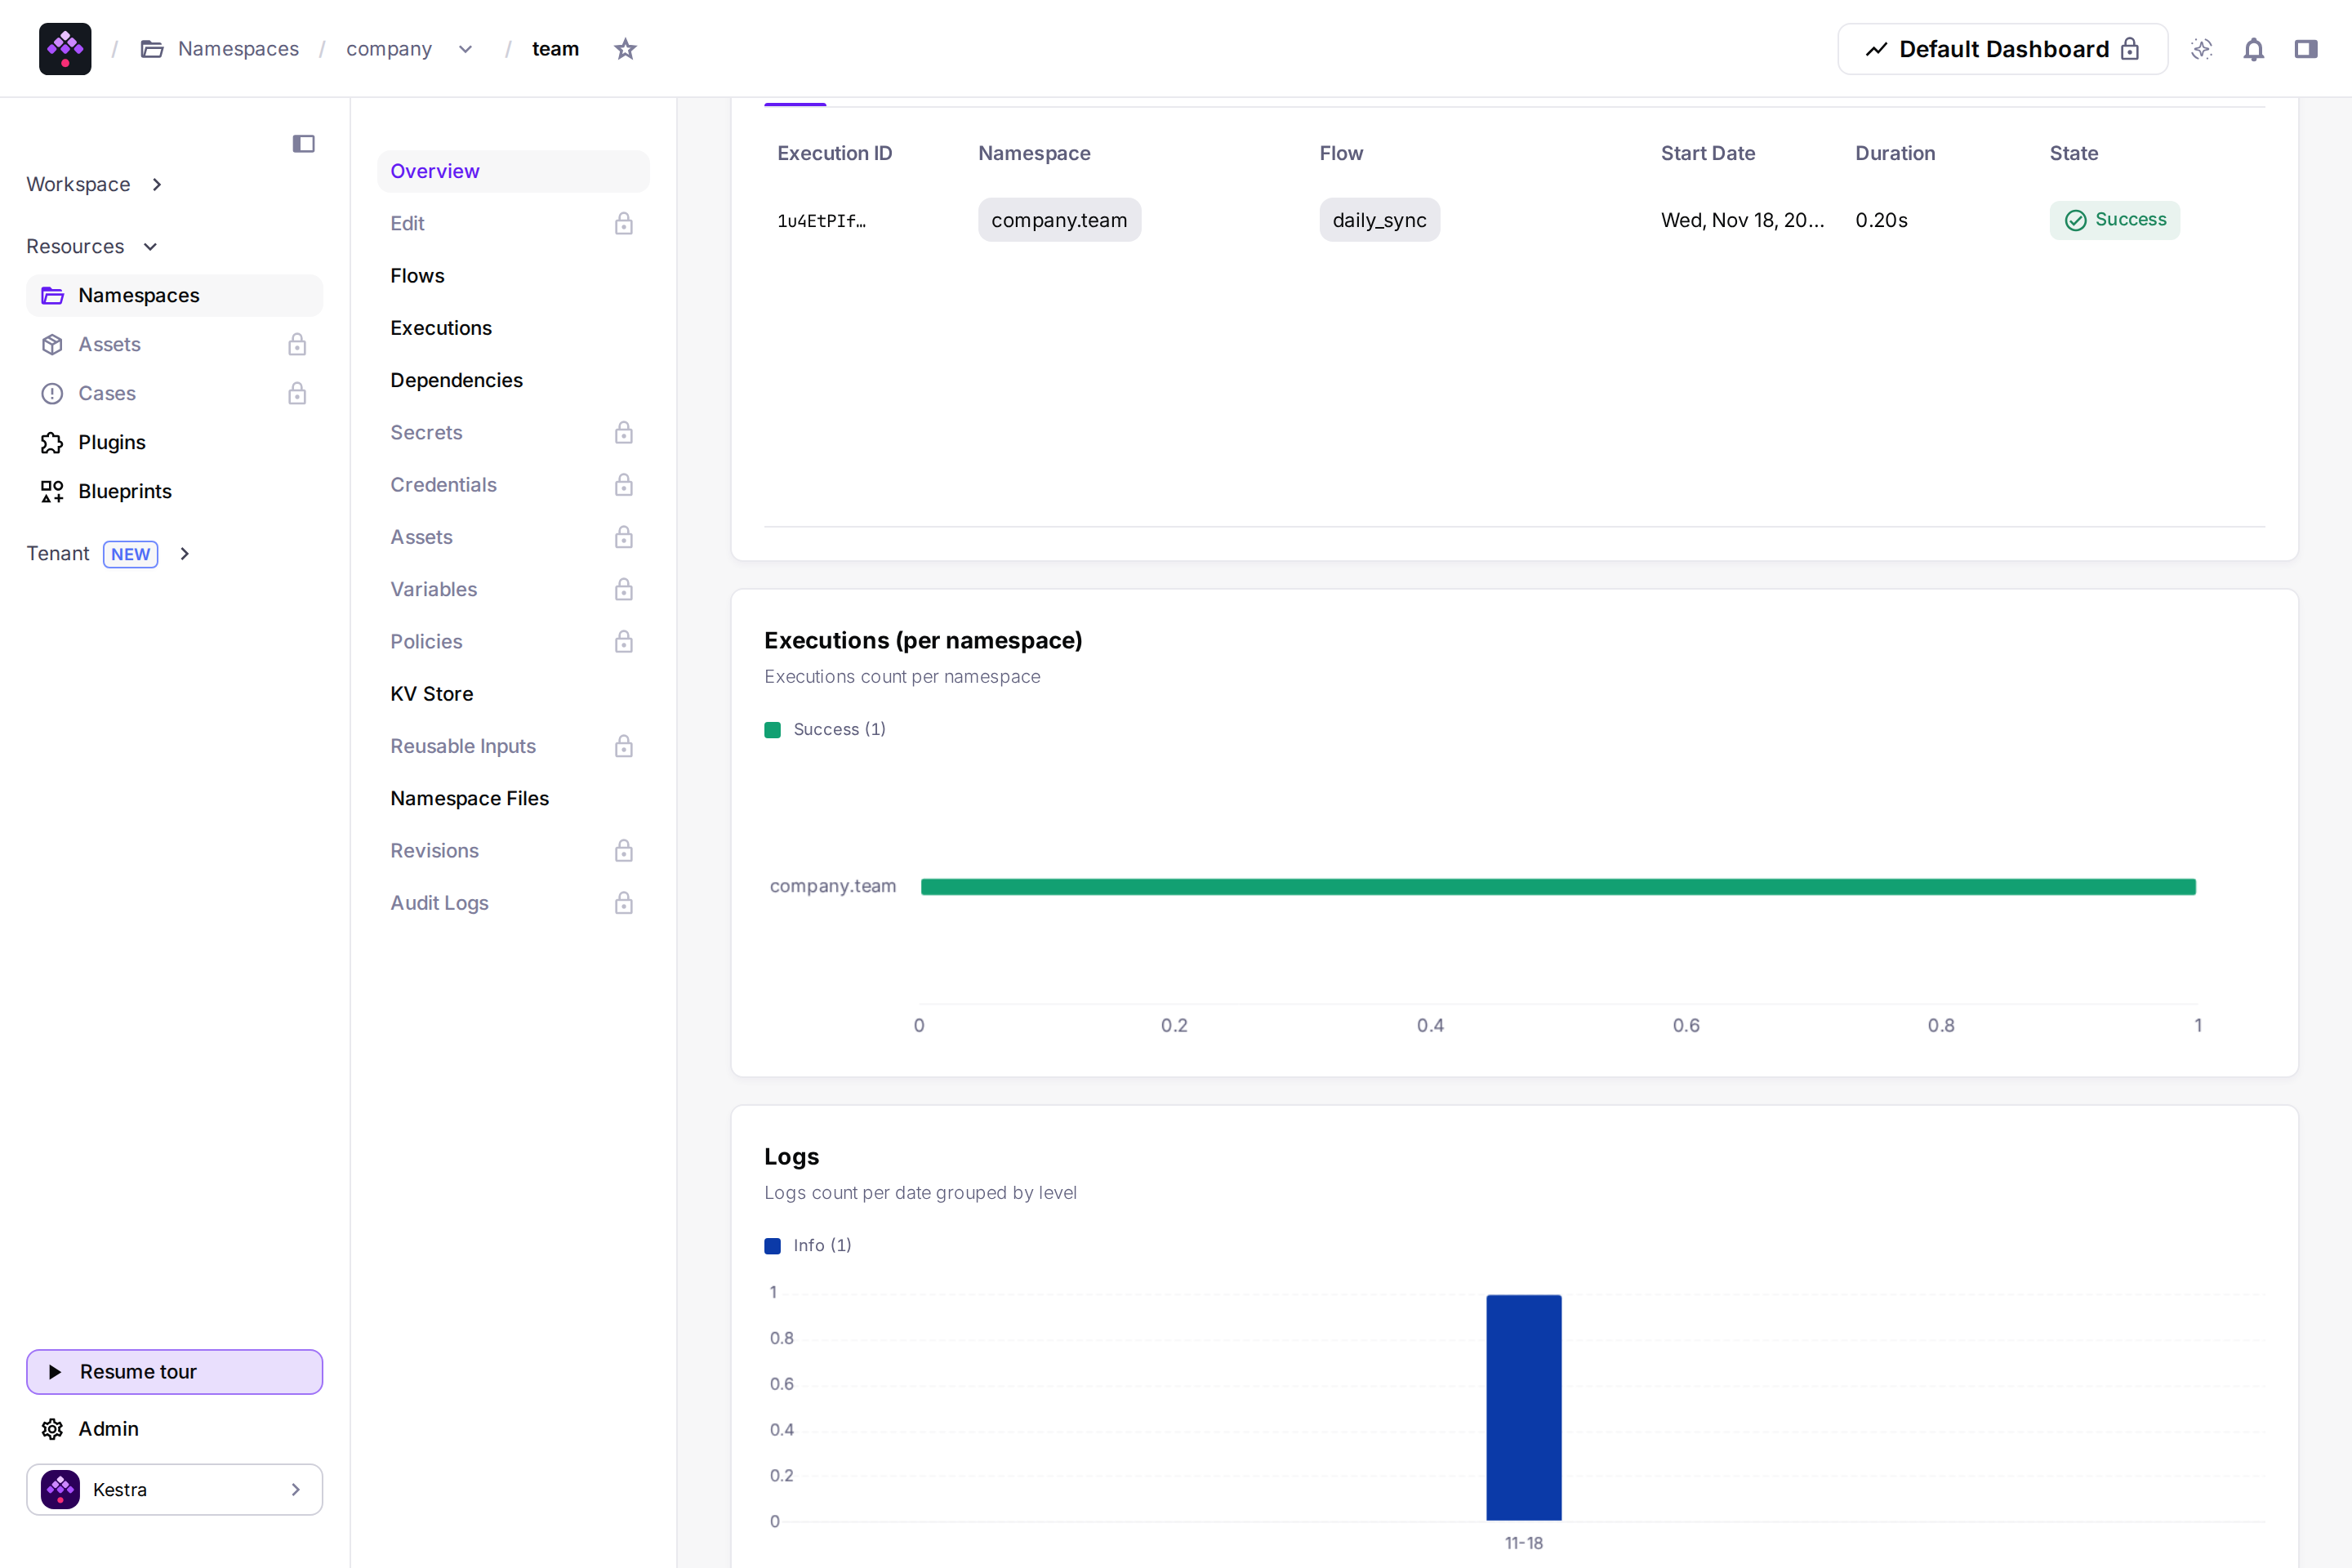 / Namespaces / company / team
Default Dashboard
Workspace
Resources
Namespaces
Assets
Cases
Plugins
Blueprints
Tenant NEW
Resume tour
Admin
Kestra
Overview
Edit
Flows
Executions
Dependencies
Secrets
Credentials
Assets
Variables
Policies
KV Store
Reusable Inputs
Namespace Files
Revisions
Audit Logs
Execution ID Namespace Flow Start Date Duration State
1u4EtPIf… company.team daily_sync Wed, Nov 18, 20… 0.20s Success
Executions (per namespace)
Executions count per namespace
Success (1)
company.team
0 0.2 0.4 0.6 0.8 1
Logs
Logs count per date grouped by level
Info (1)
1
0.8
0.6
0.4
0.2
0
11-18